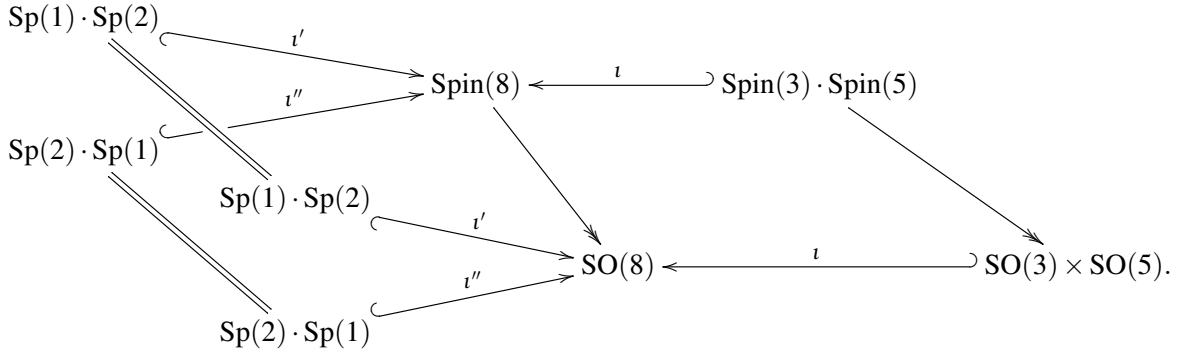 Sp(1) · Sp(2)
ι′
Spin(8)
ι
Spin(3) · Spin(5)
ι″
Sp(2) · Sp(1)
Sp(1) · Sp(2)
ι′
SO(8)
ι
SO(3) × SO(5).
ι″
Sp(2) · Sp(1)